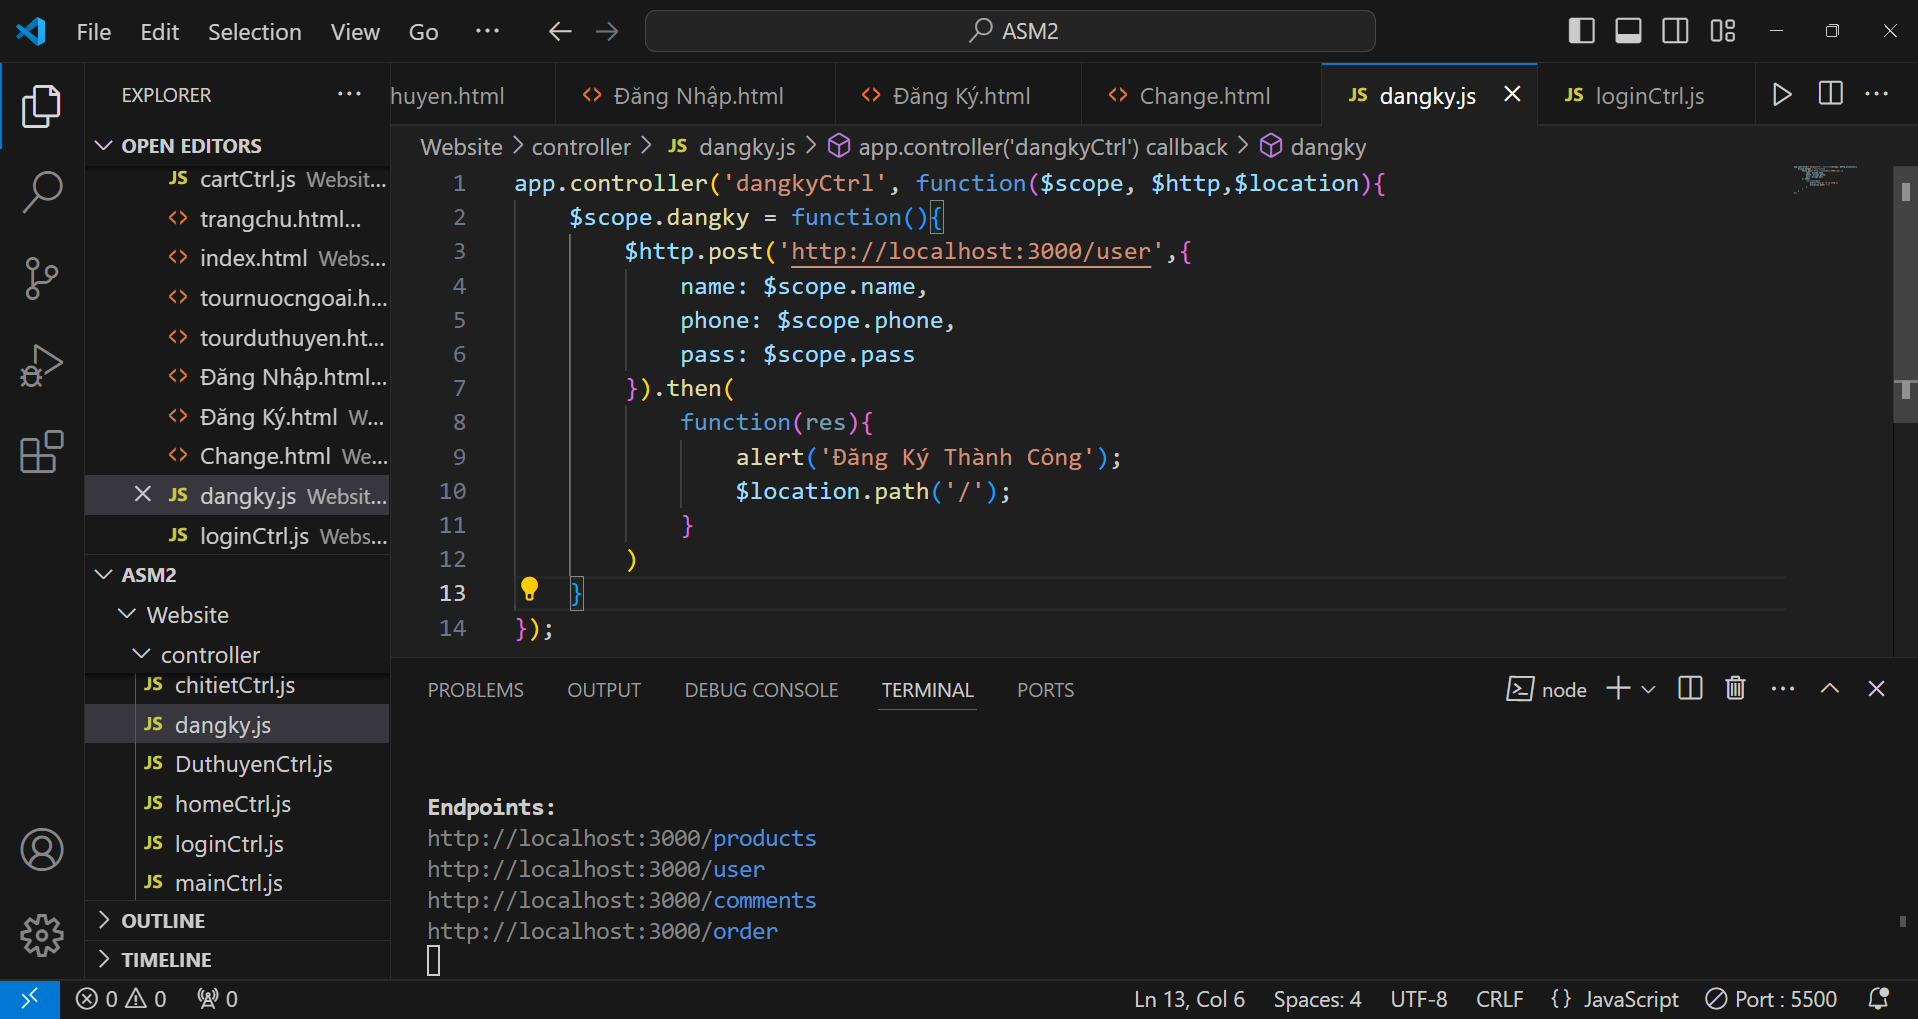 File Edit Selection View Go ··· ASM2
EXPLORER ···
OPEN EDITORS
JS cartCtrl.js Websit...
trangchu.html...
index.html Webs...
tournuocngoai.h...
tourduthuyen.ht...
Đăng Nhập.html...
Đăng Ký.html W...
Change.html We...
JS dangky.js Websit...
JS loginCtrl.js Webs...
ASM2
Website
controller
JS chitietCtrl.js
JS dangky.js
JS DuthuyenCtrl.js
JS homeCtrl.js
JS loginCtrl.js
JS mainCtrl.js
OUTLINE
TIMELINE
huyen.html Đăng Nhập.html Đăng Ký.html Change.html JS dangky.js JS loginCtrl.js ···
Website > controller > JS dangky.js > app.controller('dangkyCtrl') callback > dangky
1 app.controller('dangkyCtrl', function($scope, $http,$location){
2 $scope.dangky = function(){
3 $http.post('http://localhost:3000/user',{
4 name: $scope.name,
5 phone: $scope.phone,
6 pass: $scope.pass
7 }).then(
8 function(res){
9 alert('Đăng Ký Thành Công');
10 $location.path('/');
11 }
12 )
13 }
14 });
PROBLEMS OUTPUT DEBUG CONSOLE TERMINAL PORTS node ···
Endpoints:
http://localhost:3000/products
http://localhost:3000/user
http://localhost:3000/comments
http://localhost:3000/order
0 0 0 Ln 13, Col 6 Spaces: 4 UTF-8 CRLF {} JavaScript Port : 5500